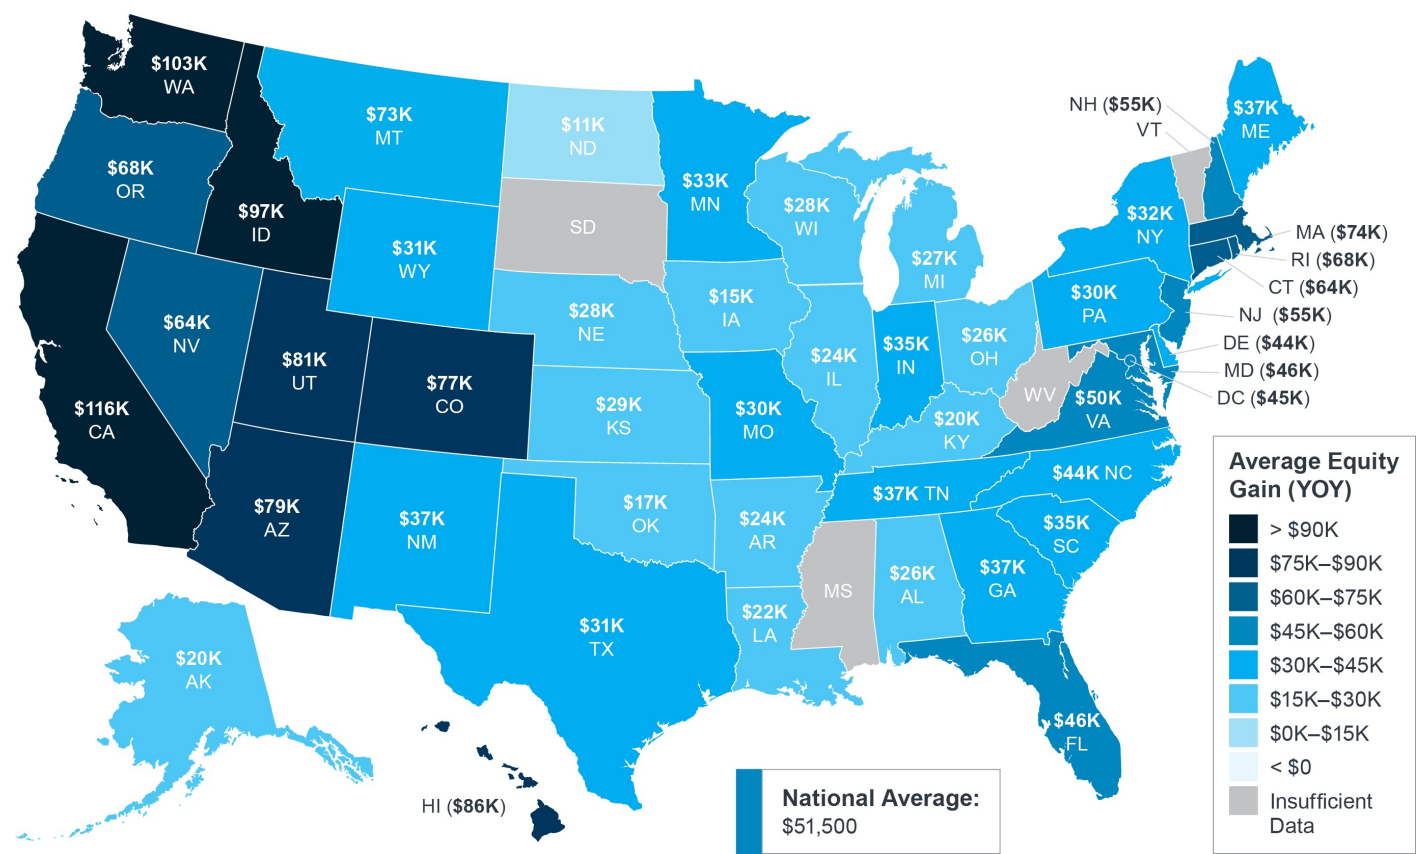 $103K
WA
$73K
MT
$11K
ND
$33K
MN
NH ($55K)
VT
$37K
ME
$68K
OR
$97K
ID
$31K
WY
SD
$28K
WI
$27K
MI
$32K
NY
MA ($74K)
RI ($68K)
CT ($64K)
NJ ($55K)
DE ($44K)
MD ($46K)
DC ($45K)
$64K
NV
$81K
UT
$77K
CO
$28K
NE
$15K
IA
$24K
IL
$35K
IN
$26K
OH
$30K
PA
WV
$50K
VA
$116K
CA
$29K
KS
$30K
MO
$20K
KY
$79K
AZ
$37K
NM
$17K
OK
$24K
AR
$37K TN
$44K NC
$35K
SC
$31K
TX
$22K
LA
MS
$26K
AL
$37K
GA
$46K
FL
$20K
AK
HI ($86K)
National Average:
$51,500
Average Equity
Gain (YOY)
> $90K
$75K–$90K
$60K–$75K
$45K–$60K
$30K–$45K
$15K–$30K
$0K–$15K
< $0
Insufficient
Data